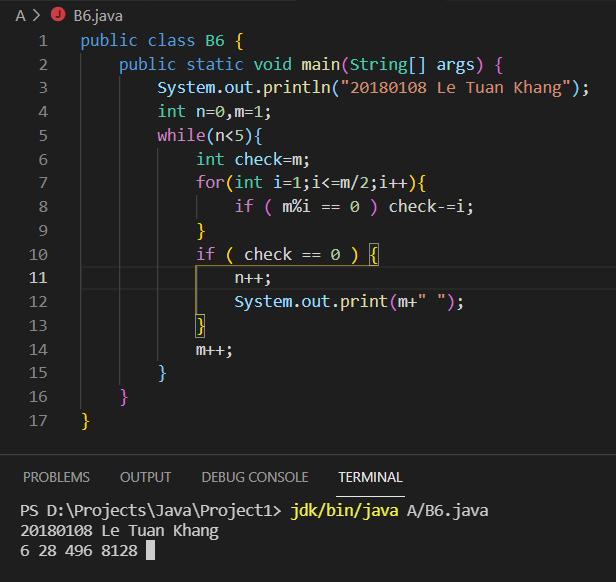 A > B6.java
1 public class B6 {
2 public static void main(String[] args) {
3 System.out.println("20180108 Le Tuan Khang");
4 int n=0,m=1;
5 while(n<5){
6 int check=m;
7 for(int i=1;i<=m/2;i++){
8 if ( m%i == 0 ) check-=i;
9 }
10 if ( check == 0 ) {
11 n++;
12 System.out.print(m+" ");
13 }
14 m++;
15 }
16 }
17 }
PROBLEMS OUTPUT DEBUG CONSOLE TERMINAL
PS D:\Projects\Java\Project1> jdk/bin/java A/B6.java
20180108 Le Tuan Khang
6 28 496 8128